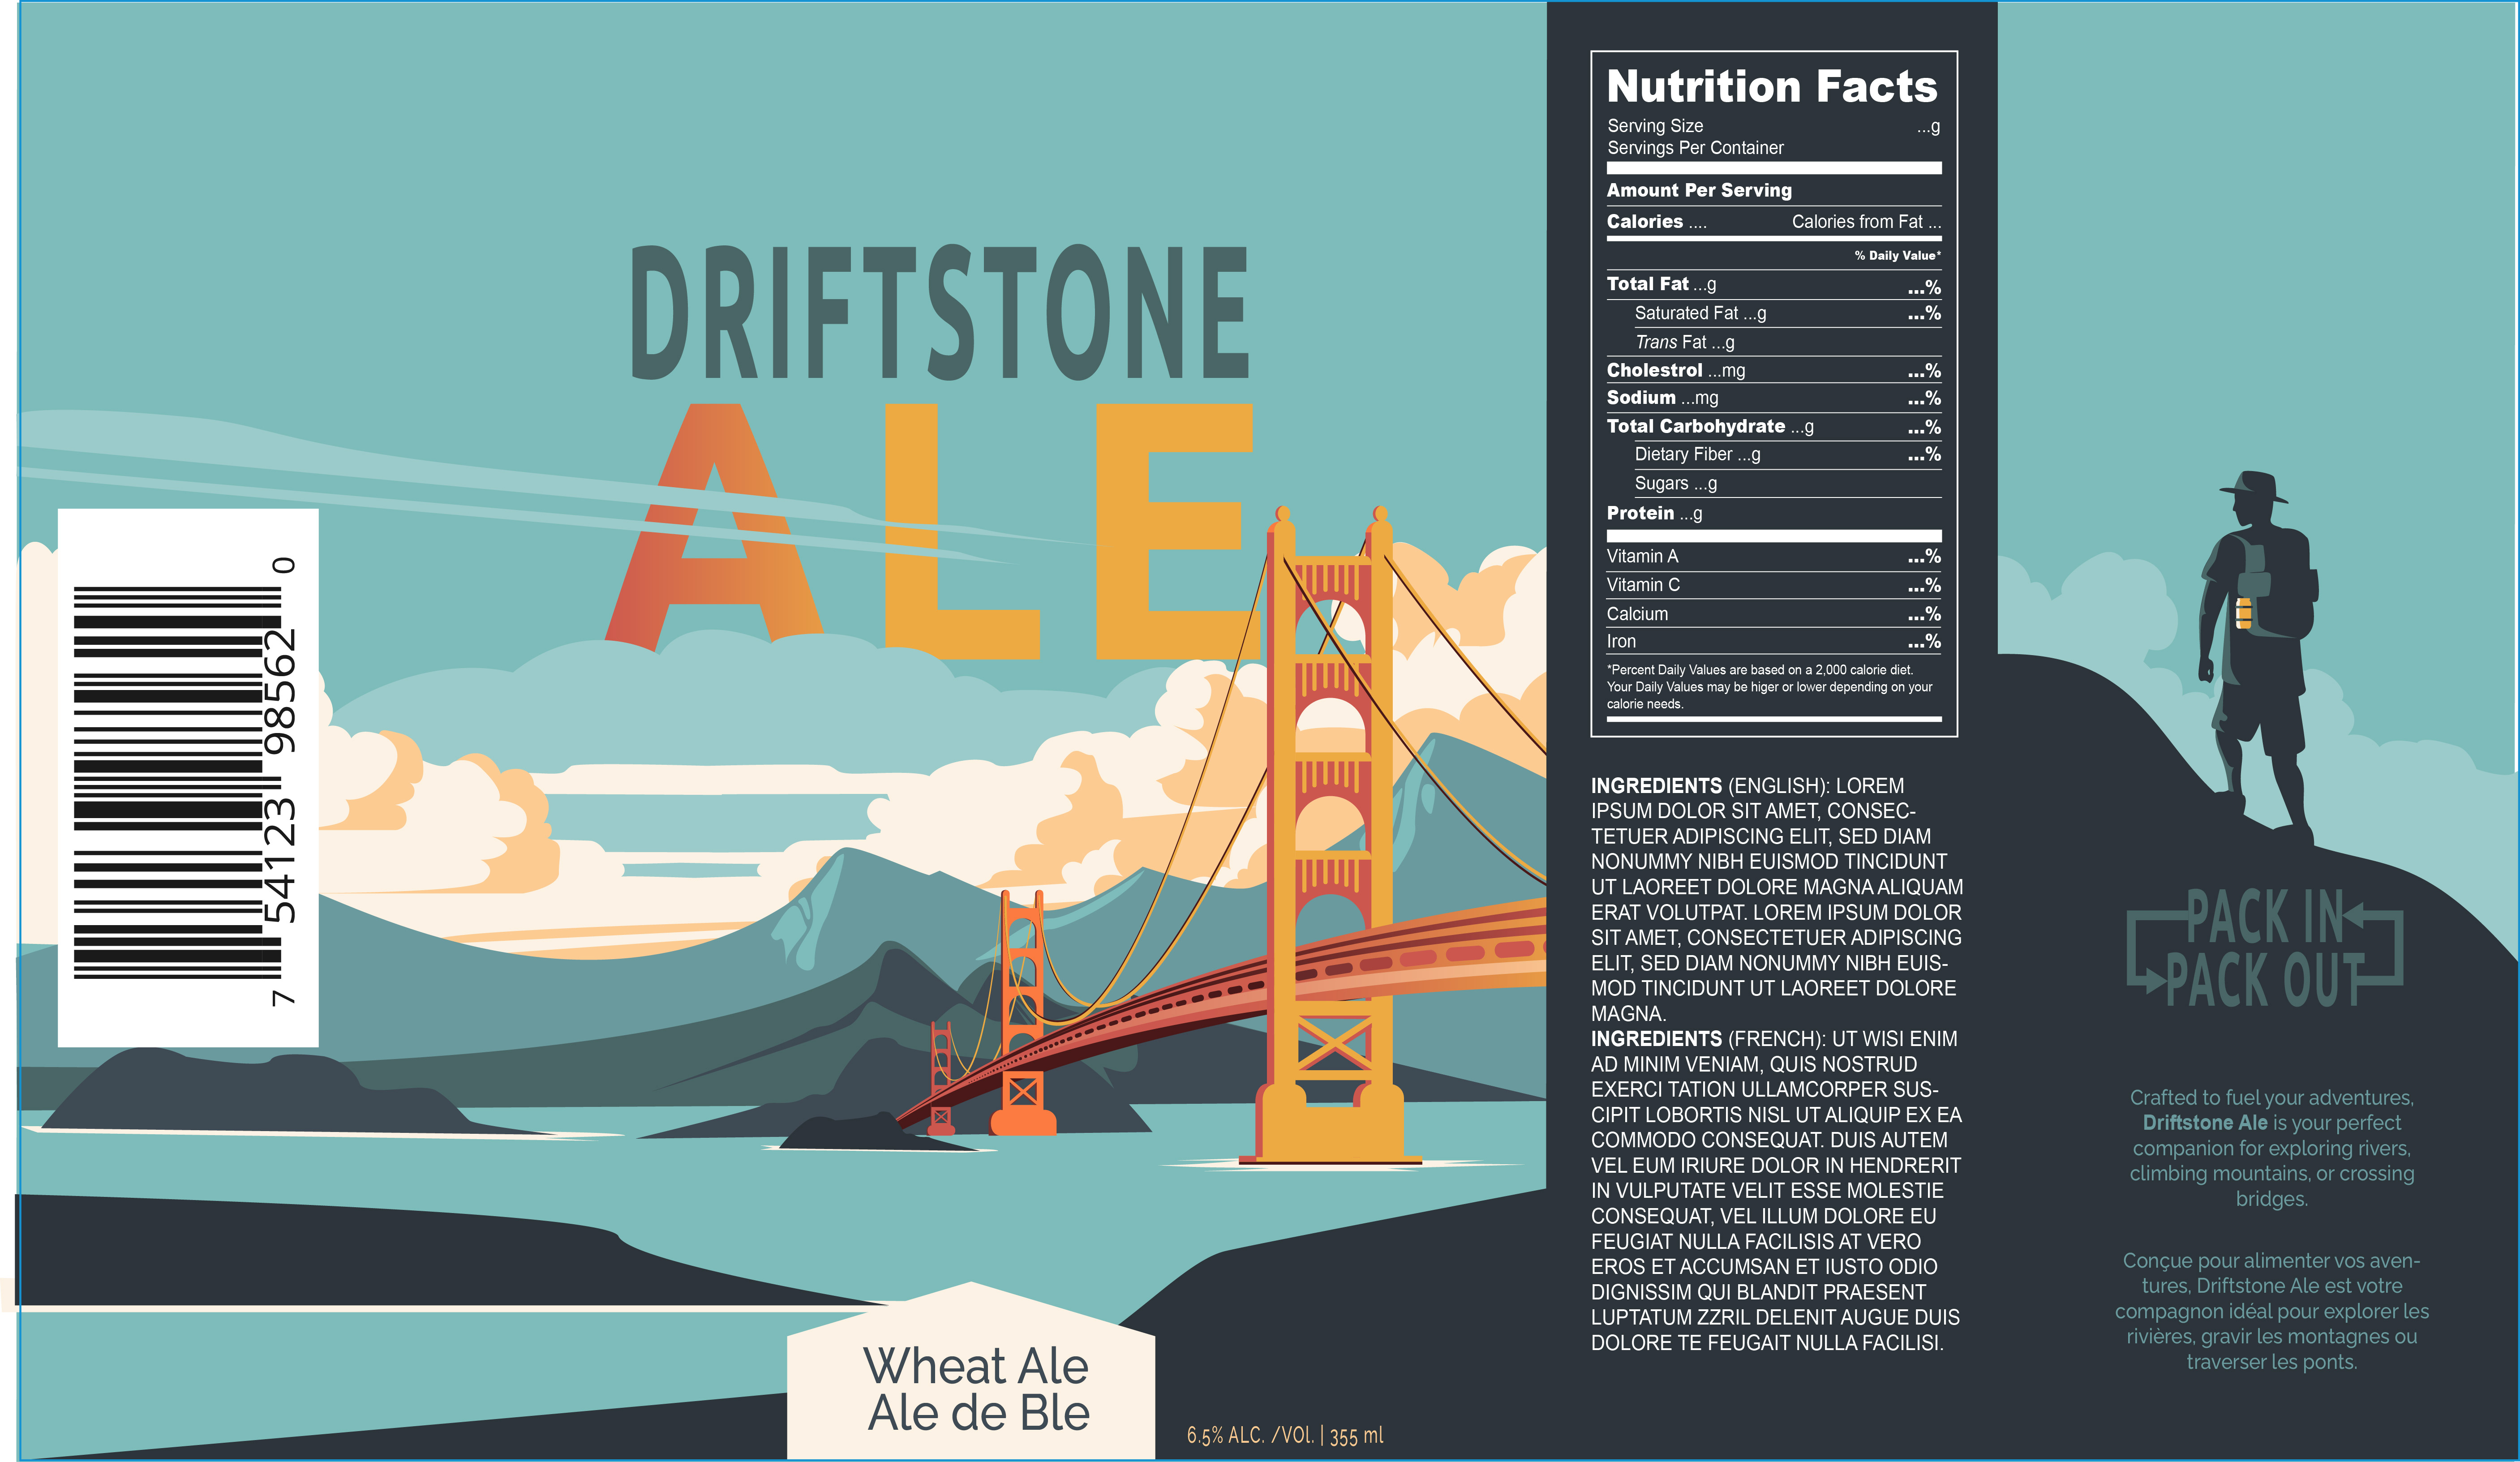 DRIFTSTONE
ALE
7 54123 98562 0
Wheat Ale
Ale de Ble
6.5% ALC. /VOl. | 355 ml
Nutrition Facts
Serving Size ...g
Servings Per Container
Amount Per Serving
Calories .... Calories from Fat ...
% Daily Value*
Total Fat ...g ...%
Saturated Fat ...g ...%
Trans Fat ...g
Cholestrol ...mg ...%
Sodium ...mg ...%
Total Carbohydrate ...g ...%
Dietary Fiber ...g ...%
Sugars ...g
Protein ...g
Vitamin A ...%
Vitamin C ...%
Calcium ...%
Iron ...%
*Percent Daily Values are based on a 2,000 calorie diet.
Your Daily Values may be higer or lower depending on your
calorie needs.
INGREDIENTS (ENGLISH): LOREM
IPSUM DOLOR SIT AMET, CONSEC-
TETUER ADIPISCING ELIT, SED DIAM
NONUMMY NIBH EUISMOD TINCIDUNT
UT LAOREET DOLORE MAGNA ALIQUAM
ERAT VOLUTPAT. LOREM IPSUM DOLOR
SIT AMET, CONSECTETUER ADIPISCING
ELIT, SED DIAM NONUMMY NIBH EUIS-
MOD TINCIDUNT UT LAOREET DOLORE
MAGNA.
INGREDIENTS (FRENCH): UT WISI ENIM
AD MINIM VENIAM, QUIS NOSTRUD
EXERCI TATION ULLAMCORPER SUS-
CIPIT LOBORTIS NISL UT ALIQUIP EX EA
COMMODO CONSEQUAT. DUIS AUTEM
VEL EUM IRIURE DOLOR IN HENDRERIT
IN VULPUTATE VELIT ESSE MOLESTIE
CONSEQUAT, VEL ILLUM DOLORE EU
FEUGIAT NULLA FACILISIS AT VERO
EROS ET ACCUMSAN ET IUSTO ODIO
DIGNISSIM QUI BLANDIT PRAESENT
LUPTATUM ZZRIL DELENIT AUGUE DUIS
DOLORE TE FEUGAIT NULLA FACILISI.
PACK IN
PACK OUT
Crafted to fuel your adventures,
Driftstone Ale is your perfect
companion for exploring rivers,
climbing mountains, or crossing
bridges.
Conçue pour alimenter vos aven-
tures, Driftstone Ale est votre
compagnon idéal pour explorer les
rivières, gravir les montagnes ou
traverser les ponts.